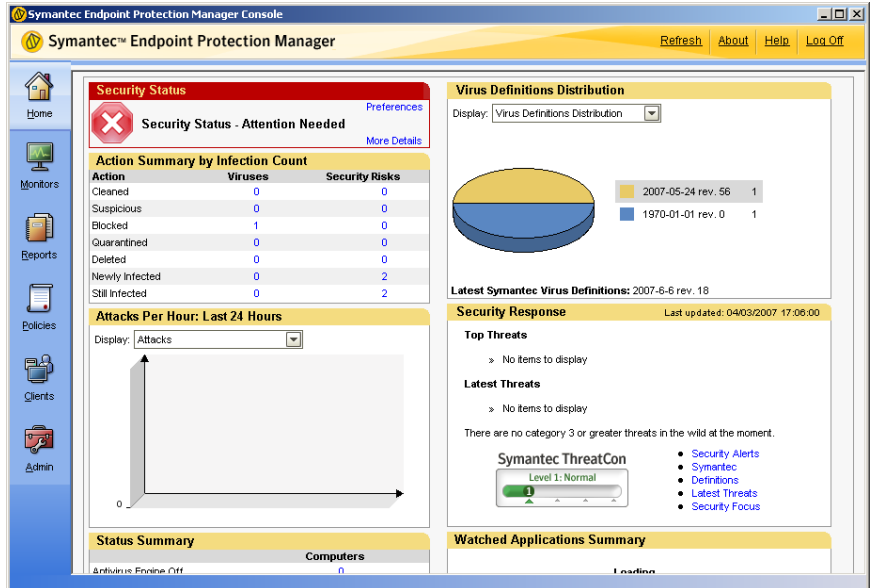 Symantec Endpoint Protection Manager Console
Symantec™ Endpoint Protection Manager
Refresh About Help Log Off
Home
Monitors
Reports
Policies
Clients
Admin
Security Status
Preferences
Security Status - Attention Needed
More Details
Action Summary by Infection Count
Action Viruses Security Risks
Cleaned 0 0
Suspicious 0 0
Blocked 1 0
Quarantined 0 0
Deleted 0 0
Newly Infected 0 2
Still Infected 0 2
Attacks Per Hour: Last 24 Hours
Display: Attacks
0
Status Summary
Computers
Antivirus Engine Off 0
Virus Definitions Distribution
Display: Virus Definitions Distribution
2007-05-24 rev. 56 1
1970-01-01 rev. 0 1
Latest Symantec Virus Definitions: 2007-6-6 rev. 18
Security Response Last updated: 04/03/2007 17:06:00
Top Threats
» No items to display
Latest Threats
» No items to display
There are no category 3 or greater threats in the wild at the moment.
Symantec ThreatCon
Level 1: Normal
1
• Security Alerts
• Symantec
• Definitions
• Latest Threats
• Security Focus
Watched Applications Summary
Loading